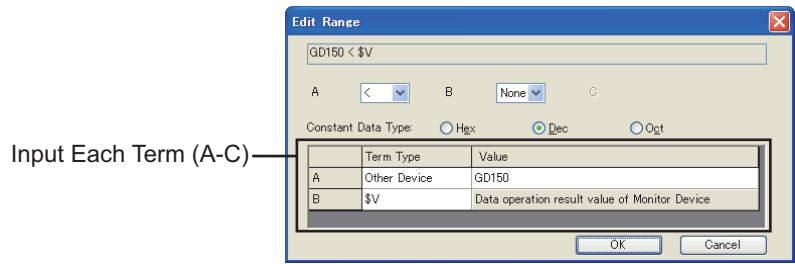 Edit Range
GD150 < $V
A < B None C
Constant Data Type: Hex Dec Oct
Input Each Term (A-C)
Term Type Value
A Other Device GD150
B $V Data operation result value of Monitor Device
OK Cancel